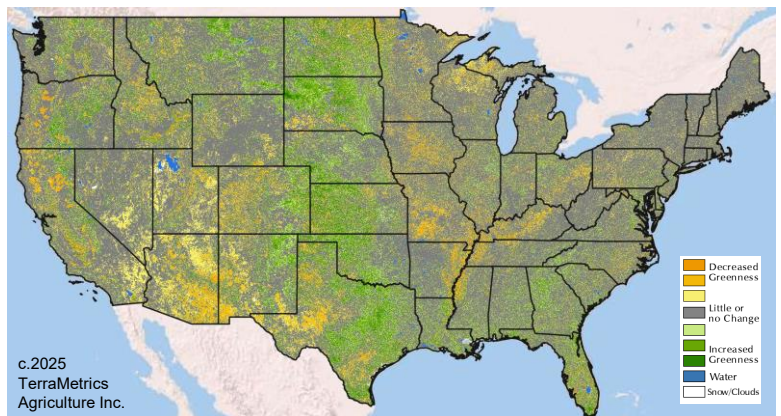 Decreased
Greenness
Little or
no Change
Increased
Greenness
Water
Snow/Clouds
c.2025
TerraMetrics
Agriculture Inc.